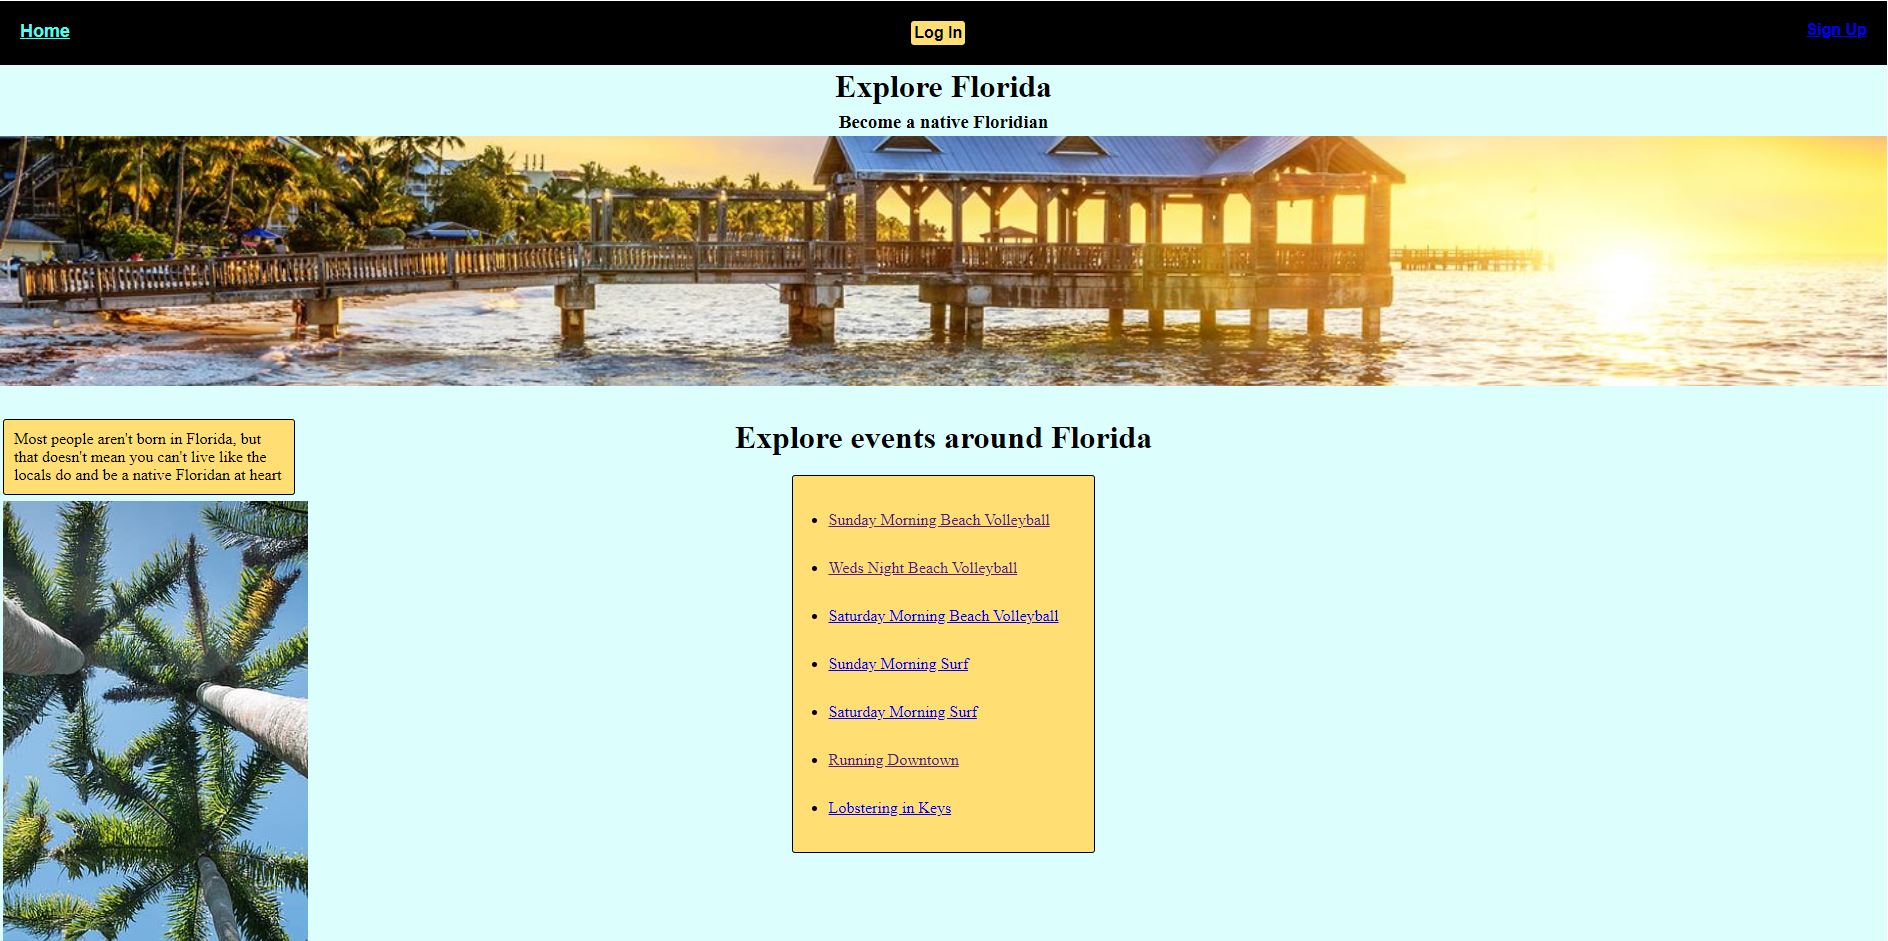 Home
Log In
Sign Up
Explore Florida
Become a native Floridian
Most people aren't born in Florida, but
that doesn't mean you can't live like the
locals do and be a native Floridan at heart
Explore events around Florida
Sunday Morning Beach Volleyball
Weds Night Beach Volleyball
Saturday Morning Beach Volleyball
Sunday Morning Surf
Saturday Morning Surf
Running Downtown
Lobstering in Keys